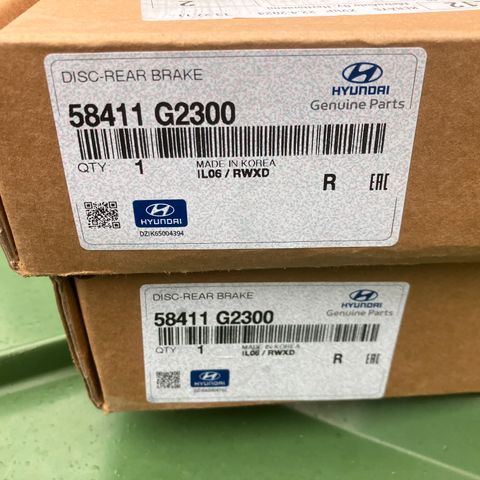 DISC-REAR BRAKE
HYUNDAI
Genuine Parts
58411 G2300
QTY. 1
MADE IN KOREA
IL06 / RWXD
R EAC
HYUNDAI
DZIK65004394
DISC-REAR BRAKE
HYUNDAI
Genuine Parts
58411 G2300
QTY 1
MADE IN KOREA
IL06 / RWXD
R EAC
HYUNDAI